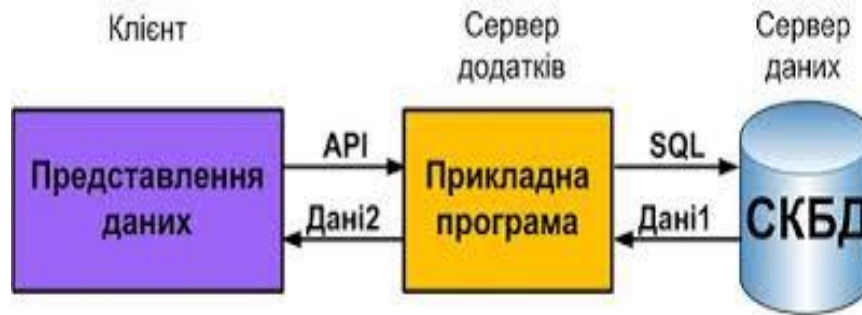 Клієнт
Сервер
додатків
Сервер
даних
Представлення
даних
API
Дані2
Прикладна
програма
SQL
Дані1
СКБД